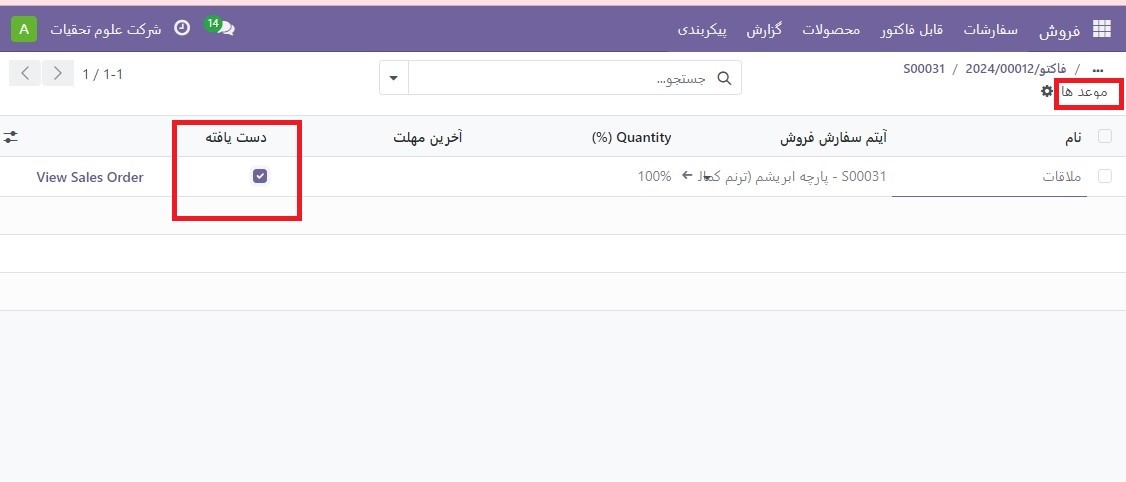 فروش سفارشات قابل فاکتور محصولات گزارش پیکربندی 14 شرکت علوم تحقیات A
... / فاکتو/2024/00012 / S00031
موعد ها
جستجو...
1 / 1-1
نام آیتم سفارش فروش Quantity (%) آخرین مهلت دست یافته
ملاقات S00031 - پارچه ابریشم (ترنم کمال 100% View Sales Order